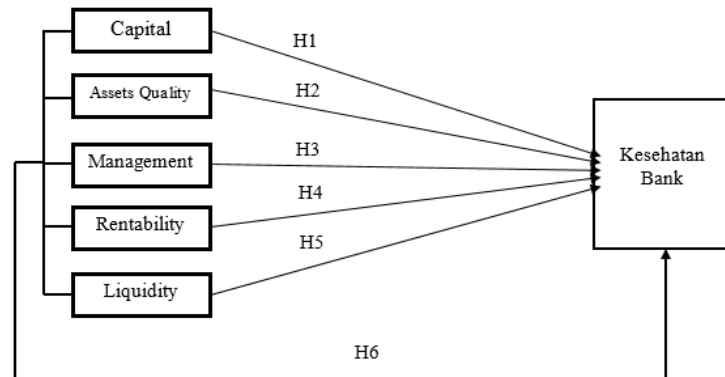 Capital
H1
Assets Quality
H2
Management
H3
Kesehatan
Bank
Rentability
H4
Liquidity
H5
H6